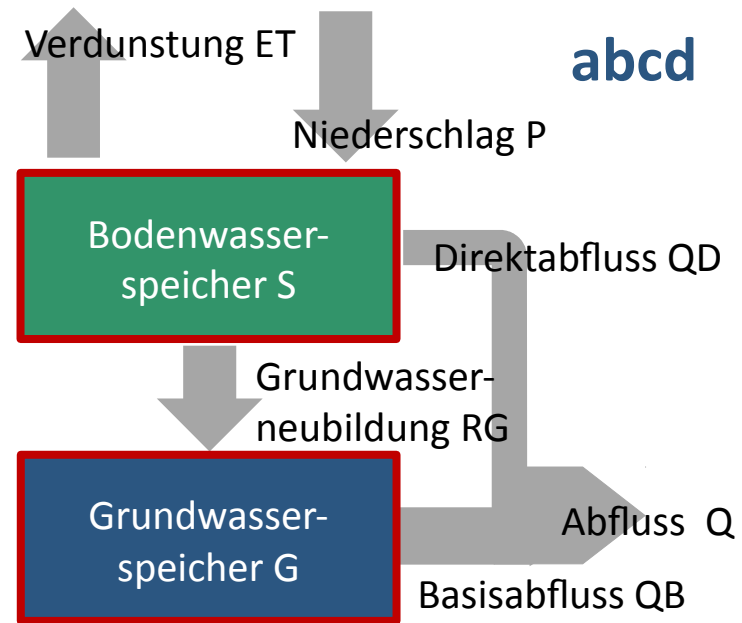 Verdunstung ET
abcd
Niederschlag P
Bodenwasser-
speicher S
Direktabfluss QD
Grundwasser-
neubildung RG
Grundwasser-
speicher G
Abfluss Q
Basisabfluss QB